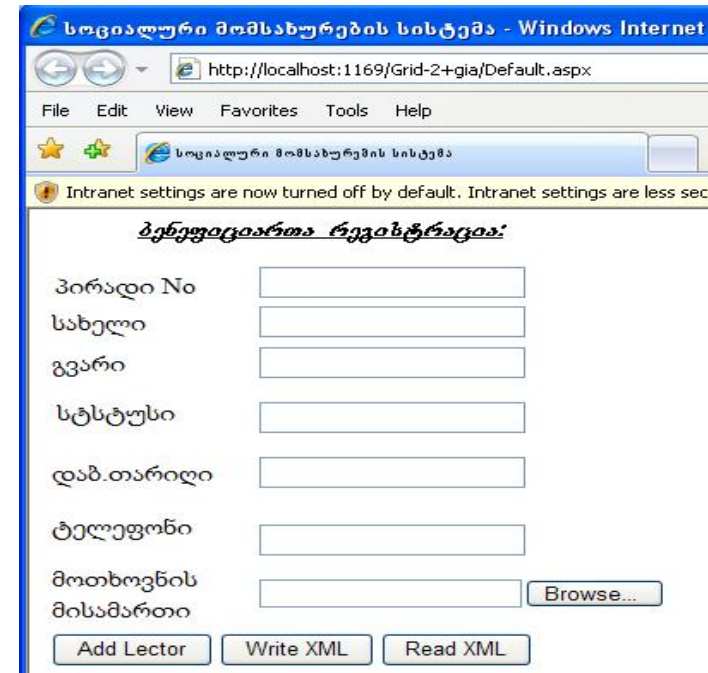 სოციალური მომსახურების სისტემა - Windows Internet
http://localhost:1169/Grid-2+gia/Default.aspx
File Edit View Favorites Tools Help
სოციალური მომსახურების სისტემა
Intranet settings are now turned off by default. Intranet settings are less sec
ბენეფიციართა რეგისტრაცია:
პირადი No
სახელი
გვარი
სტსტუსი
დაბ.თარიღი
ტელეფონი
მოთხოვნის
მისამართი
Browse...
Add Lector Write XML Read XML